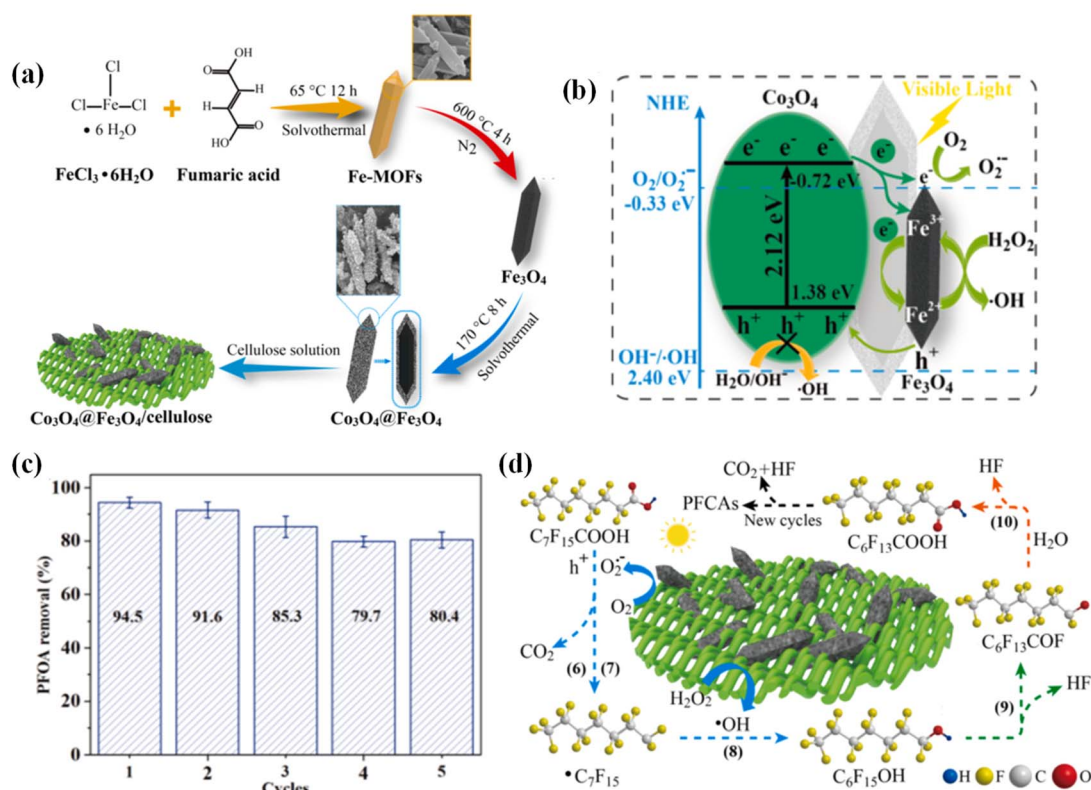 (a)
Cl
Cl Fe Cl
• 6 H₂O
FeCl₃•6H₂O
+
O OH
H
H
HO O
Fumaric acid
65 °C 12 h
Solvothermal
Fe-MOFs
600 °C 4 h
N2
Fe₃O₄
170 °C 8 h
Solvothermal
Co₃O₄@Fe₃O₄
Cellulose solution
Co₃O₄@Fe₃O₄/cellulose
(b)
NHE
Co₃O₄
Visible Light
e⁻ e⁻ e⁻
e⁻
O₂
O₂•⁻
e⁻
-0.72 eV
O₂/O₂•⁻
-0.33 eV
2.12 eV
e⁻
Fe³⁺
H₂O₂
1.38 eV
Fe²⁺
·OH
h⁺ h⁺ h⁺
h⁺
OH⁻/·OH
2.40 eV
H₂O/OH⁻
·OH
Fe₃O₄
(c)
PFOA removal (%)
100
80
60
40
20
0
94.5 91.6 85.3 79.7 80.4
1 2 3 4 5
Cycles
(d)
C₇F₁₅COOH
CO₂+HF
PFCAs
New cycles
C₆F₁₃COOH
HF
(10)
H₂O
h⁺
O₂•⁻
O₂
CO₂
(6) (7)
C₆F₁₃COF
H₂O₂
•OH
(8)
(9)
HF
•C₇F₁₅
C₆F₁₅OH
H F C O